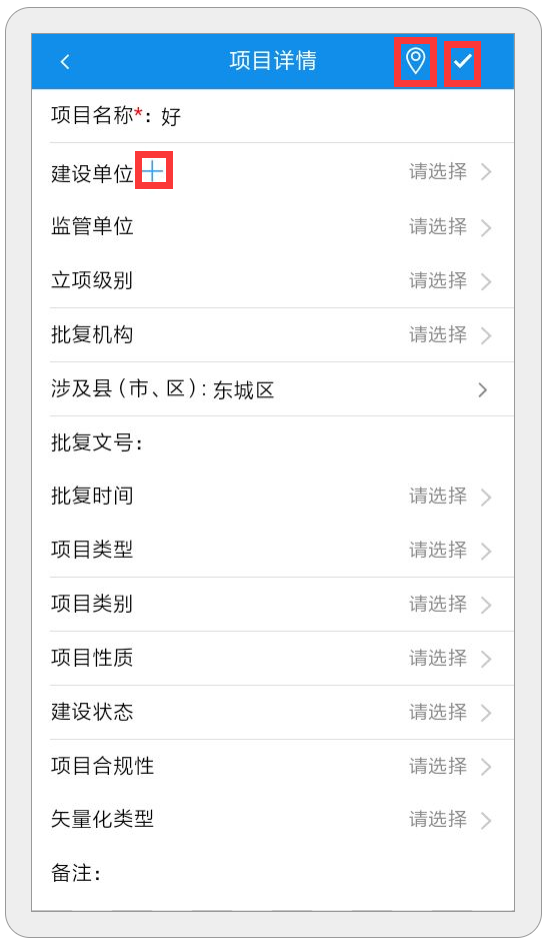 项目详情
项目名称*: 好
建设单位 请选择
监管单位 请选择
立项级别 请选择
批复机构 请选择
涉及县(市、区): 东城区
批复文号:
批复时间 请选择
项目类型 请选择
项目类别 请选择
项目性质 请选择
建设状态 请选择
项目合规性 请选择
矢量化类型 请选择
备注: